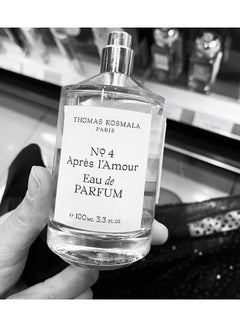 THOMAS KOSMALA
PARIS
Nº 4
Après l'Amour
Eau de
PARFUM
℮ 100 ML 3.3 FL.OZ